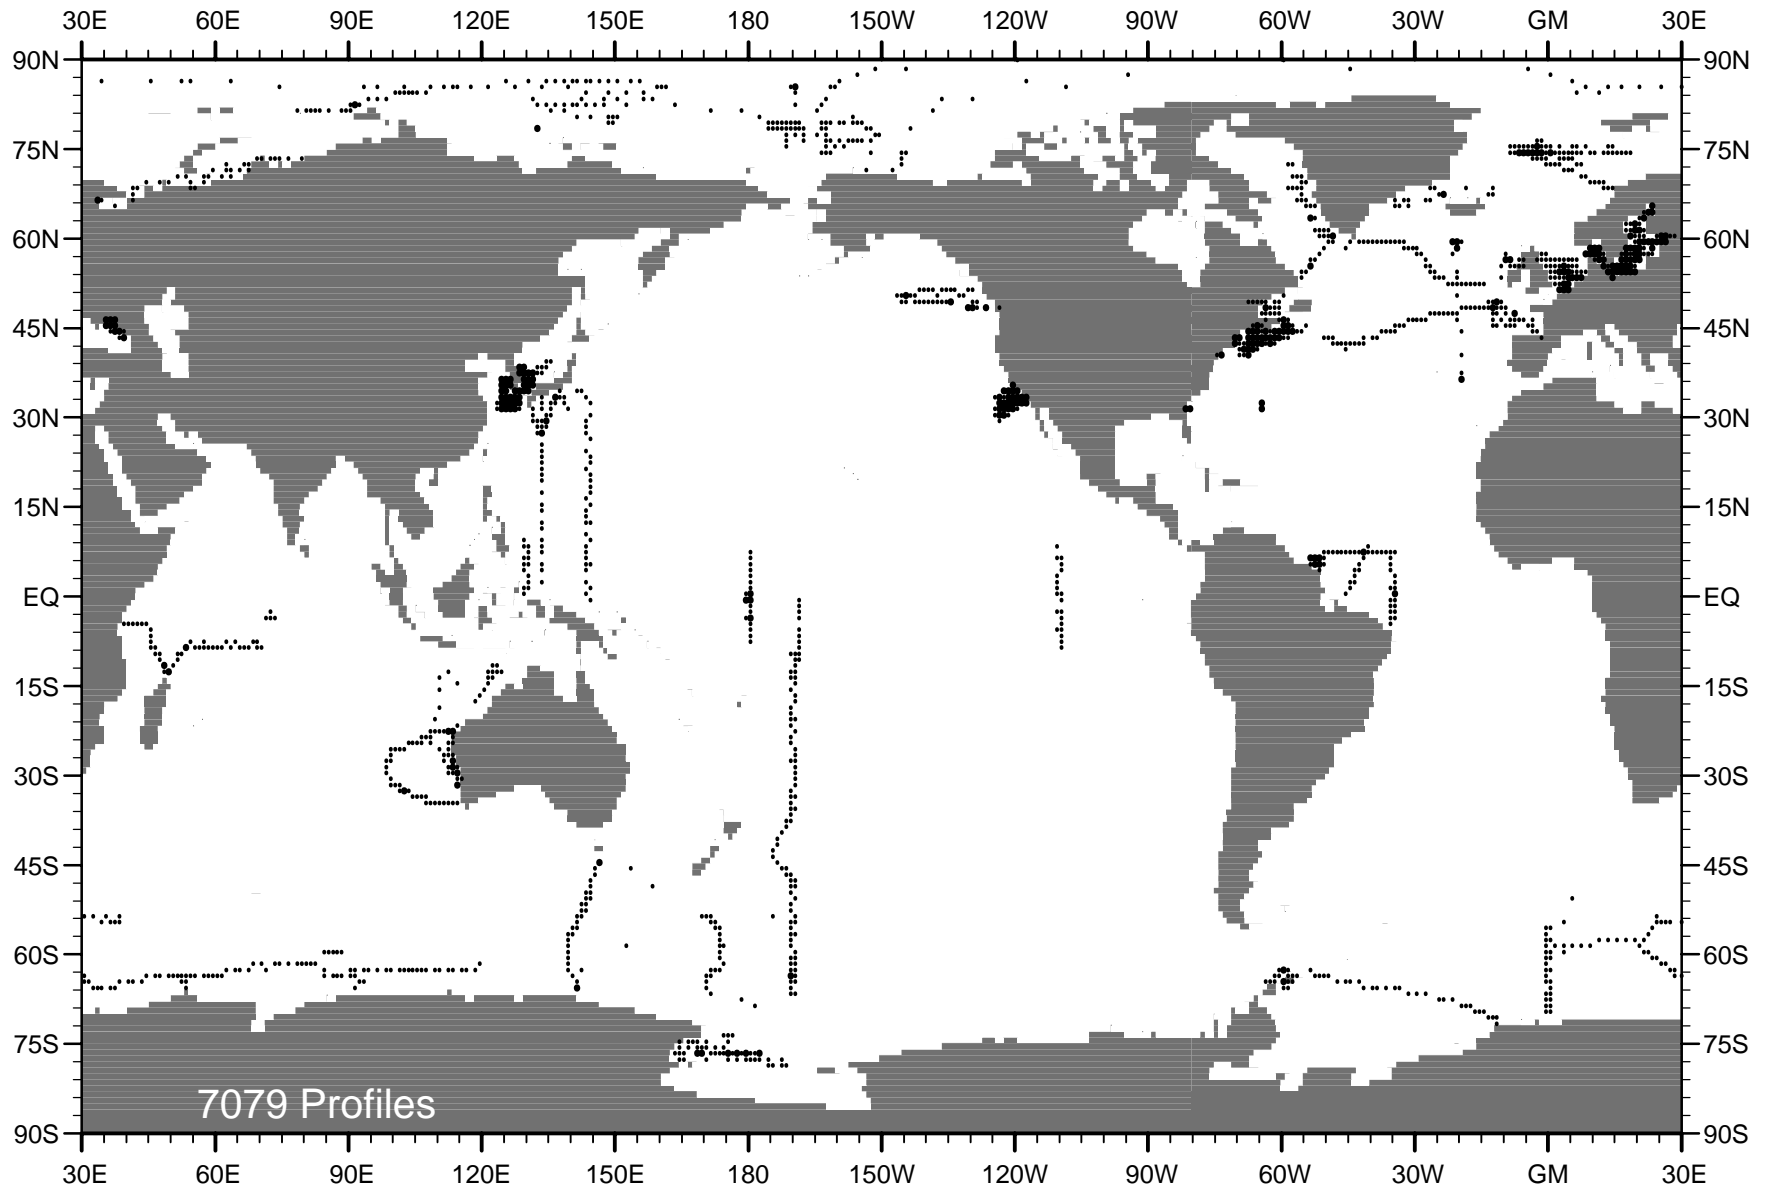 30E 60E 90E 120E 150E 180 150W 120W 90W 60W 30W GM 30E
90N 90N
75N 75N
60N 60N
45N 45N
30N 30N
15N 15N
EQ EQ
15S 15S
30S 30S
45S 45S
60S 60S
75S 75S
7079 Profiles
90S 90S
30E 60E 90E 120E 150E 180 150W 120W 90W 60W 30W GM 30E